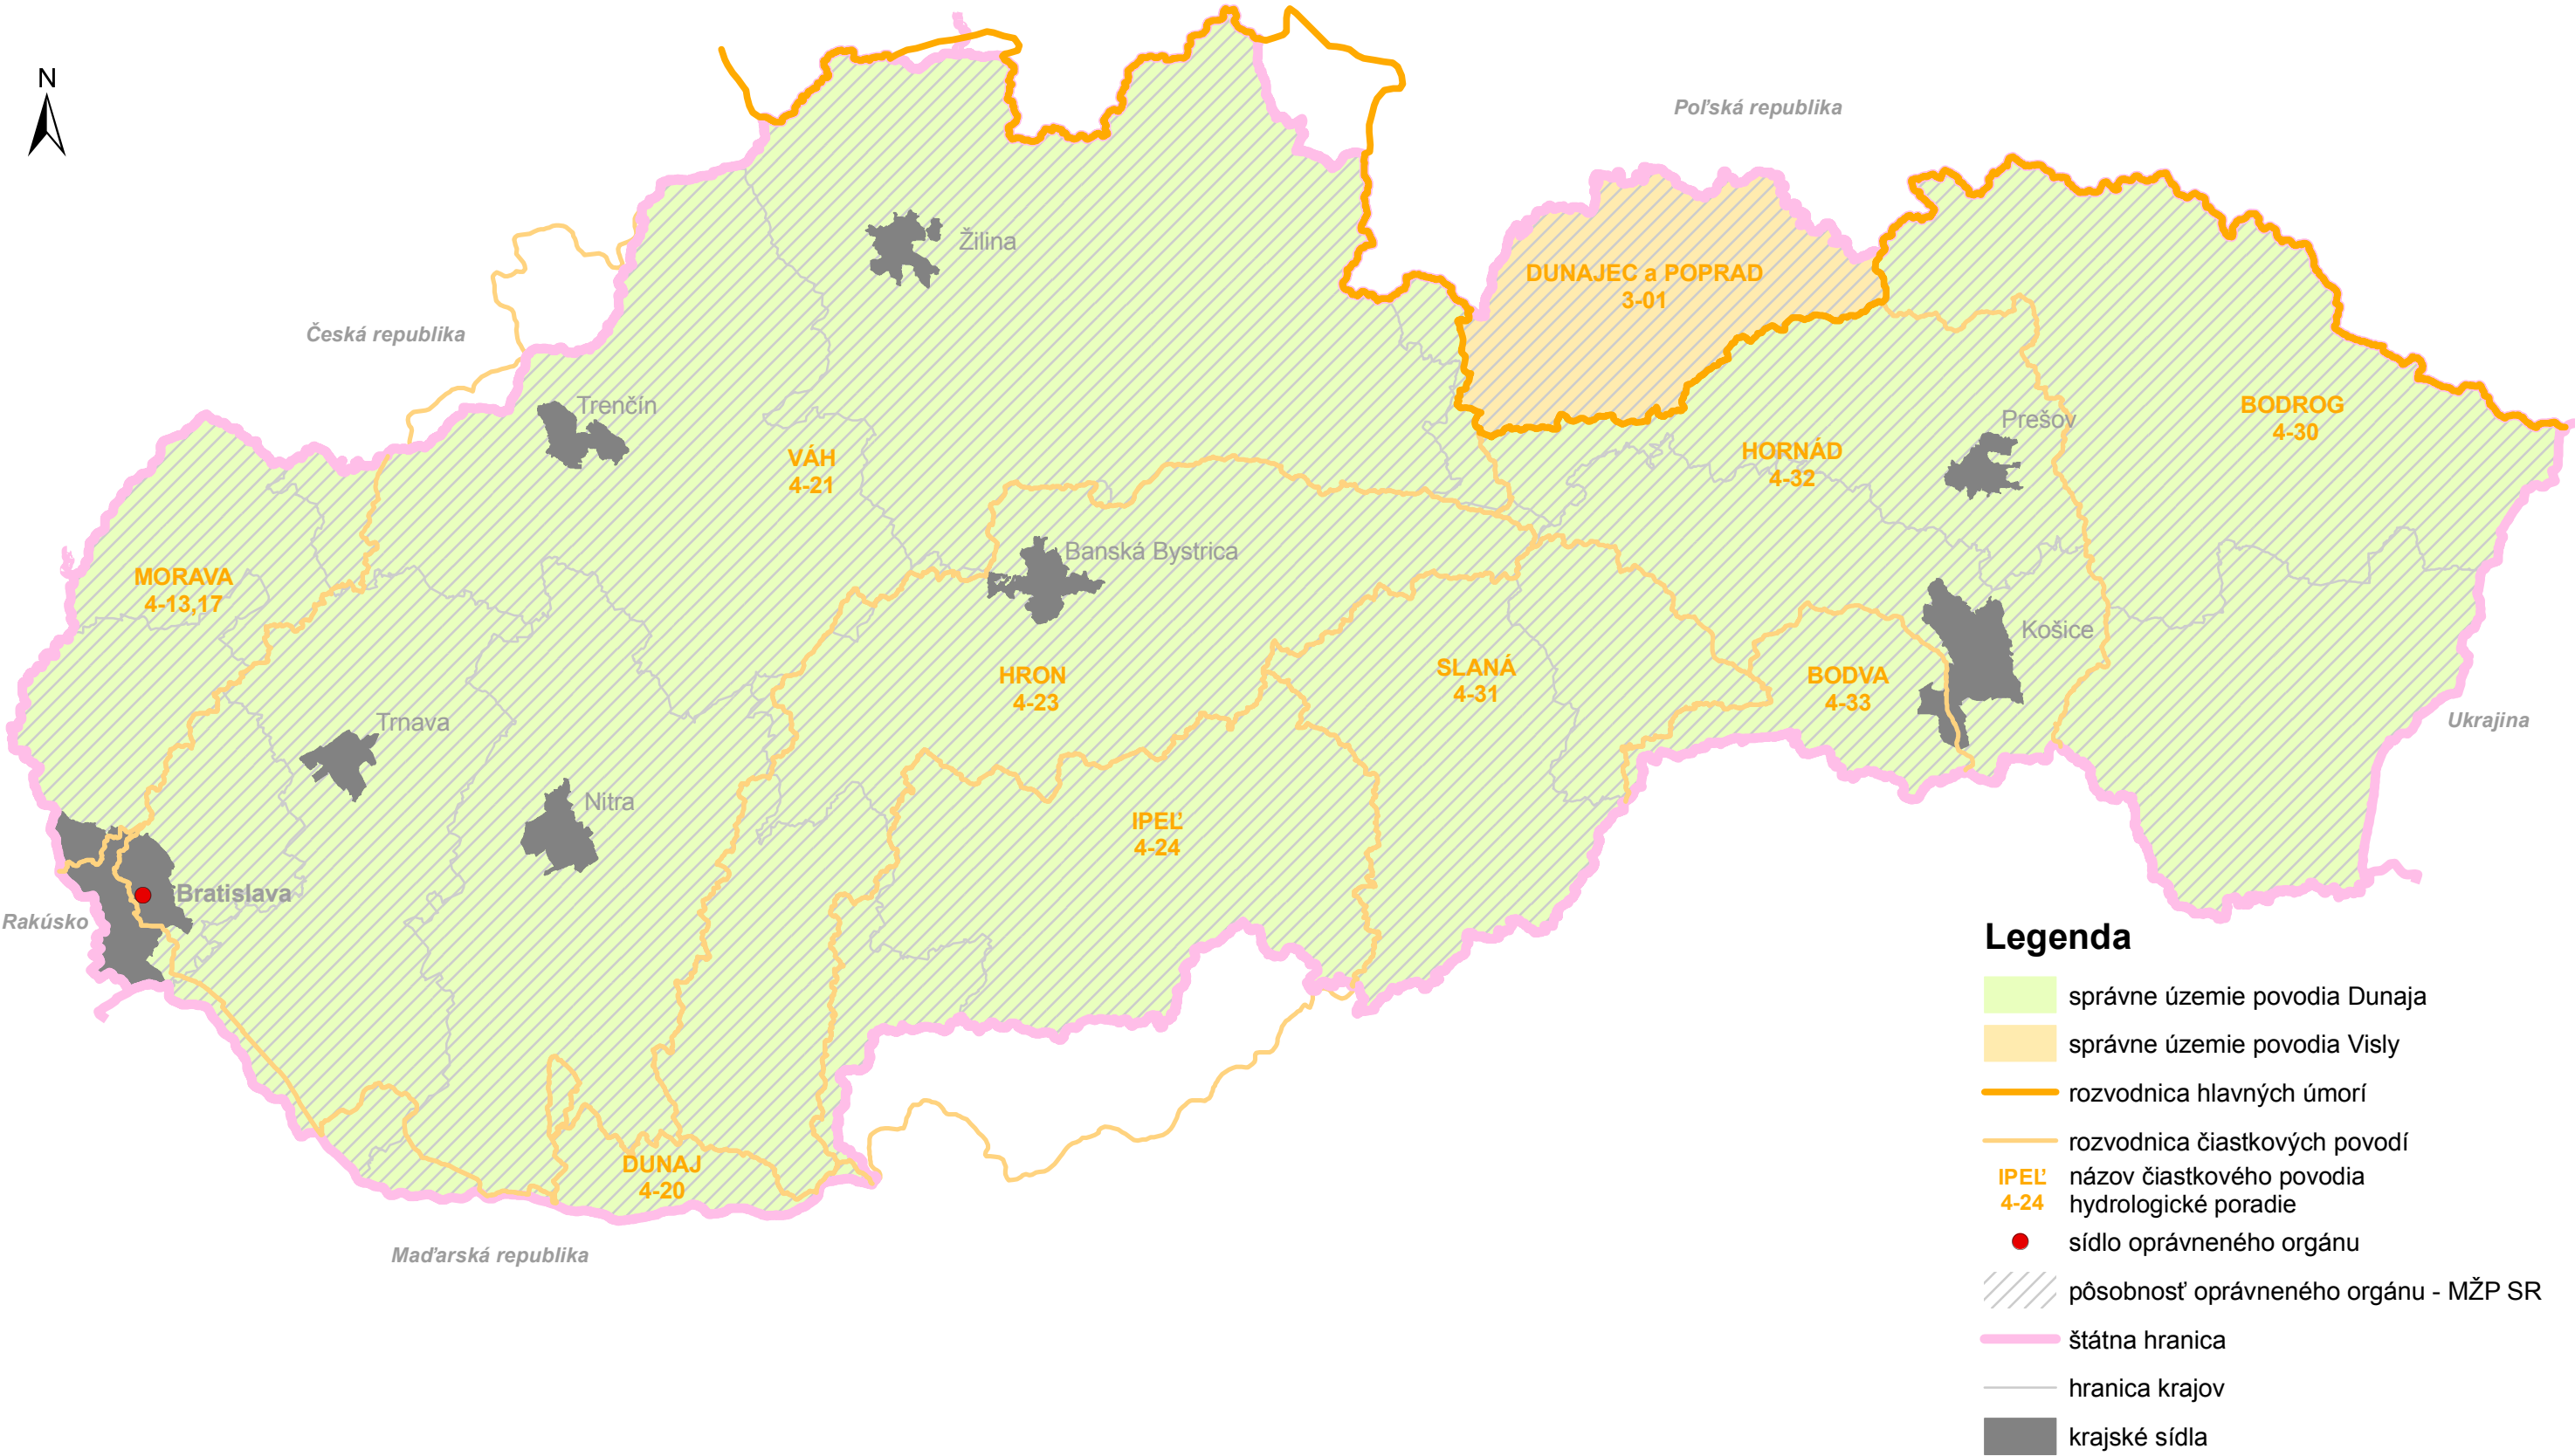 N
Poľská republika
Žilina
DUNAJEC a POPRAD
3-01
Česká republika
Trenčín
Prešov
BODROG
4-30
VÁH
4-21
HORNÁD
4-32
Banská Bystrica
MORAVA
4-13,17
Košice
HRON
4-23
SLANÁ
4-31
BODVA
4-33
Trnava
Ukrajina
Nitra
IPEĽ
4-24
Bratislava
Rakúsko
DUNAJ
4-20
Maďarská republika
Legenda
správne územie povodia Dunaja
správne územie povodia Visly
rozvodnica hlavných úmorí
rozvodnica čiastkových povodí
IPEĽ názov čiastkového povodia
4-24 hydrologické poradie
sídlo oprávneného orgánu
pôsobnosť oprávneného orgánu - MŽP SR
štátna hranica
hranica krajov
krajské sídla